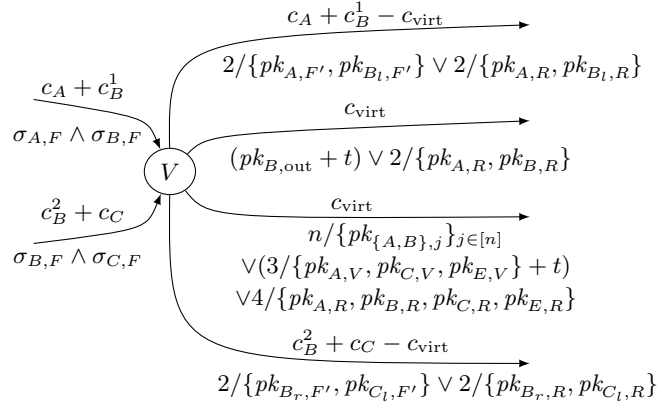 c_A + c_B^1 − c_virt
2/{pk_{A,F′}, pk_{B_l,F′}} ∨ 2/{pk_{A,R}, pk_{B_l,R}}
c_A + c_B^1
σ_{A,F} ∧ σ_{B,F}
c_virt
(pk_{B,out} + t) ∨ 2/{pk_{A,R}, pk_{B,R}}
V
c_B^2 + c_C
σ_{B,F} ∧ σ_{C,F}
c_virt
n/{pk_{{A,B},j}}_{j∈[n]}
∨(3/{pk_{A,V}, pk_{C,V}, pk_{E,V}} + t)
∨4/{pk_{A,R}, pk_{B,R}, pk_{C,R}, pk_{E,R}}
c_B^2 + c_C − c_virt
2/{pk_{B_r,F′}, pk_{C_l,F′}} ∨ 2/{pk_{B_r,R}, pk_{C_l,R}}